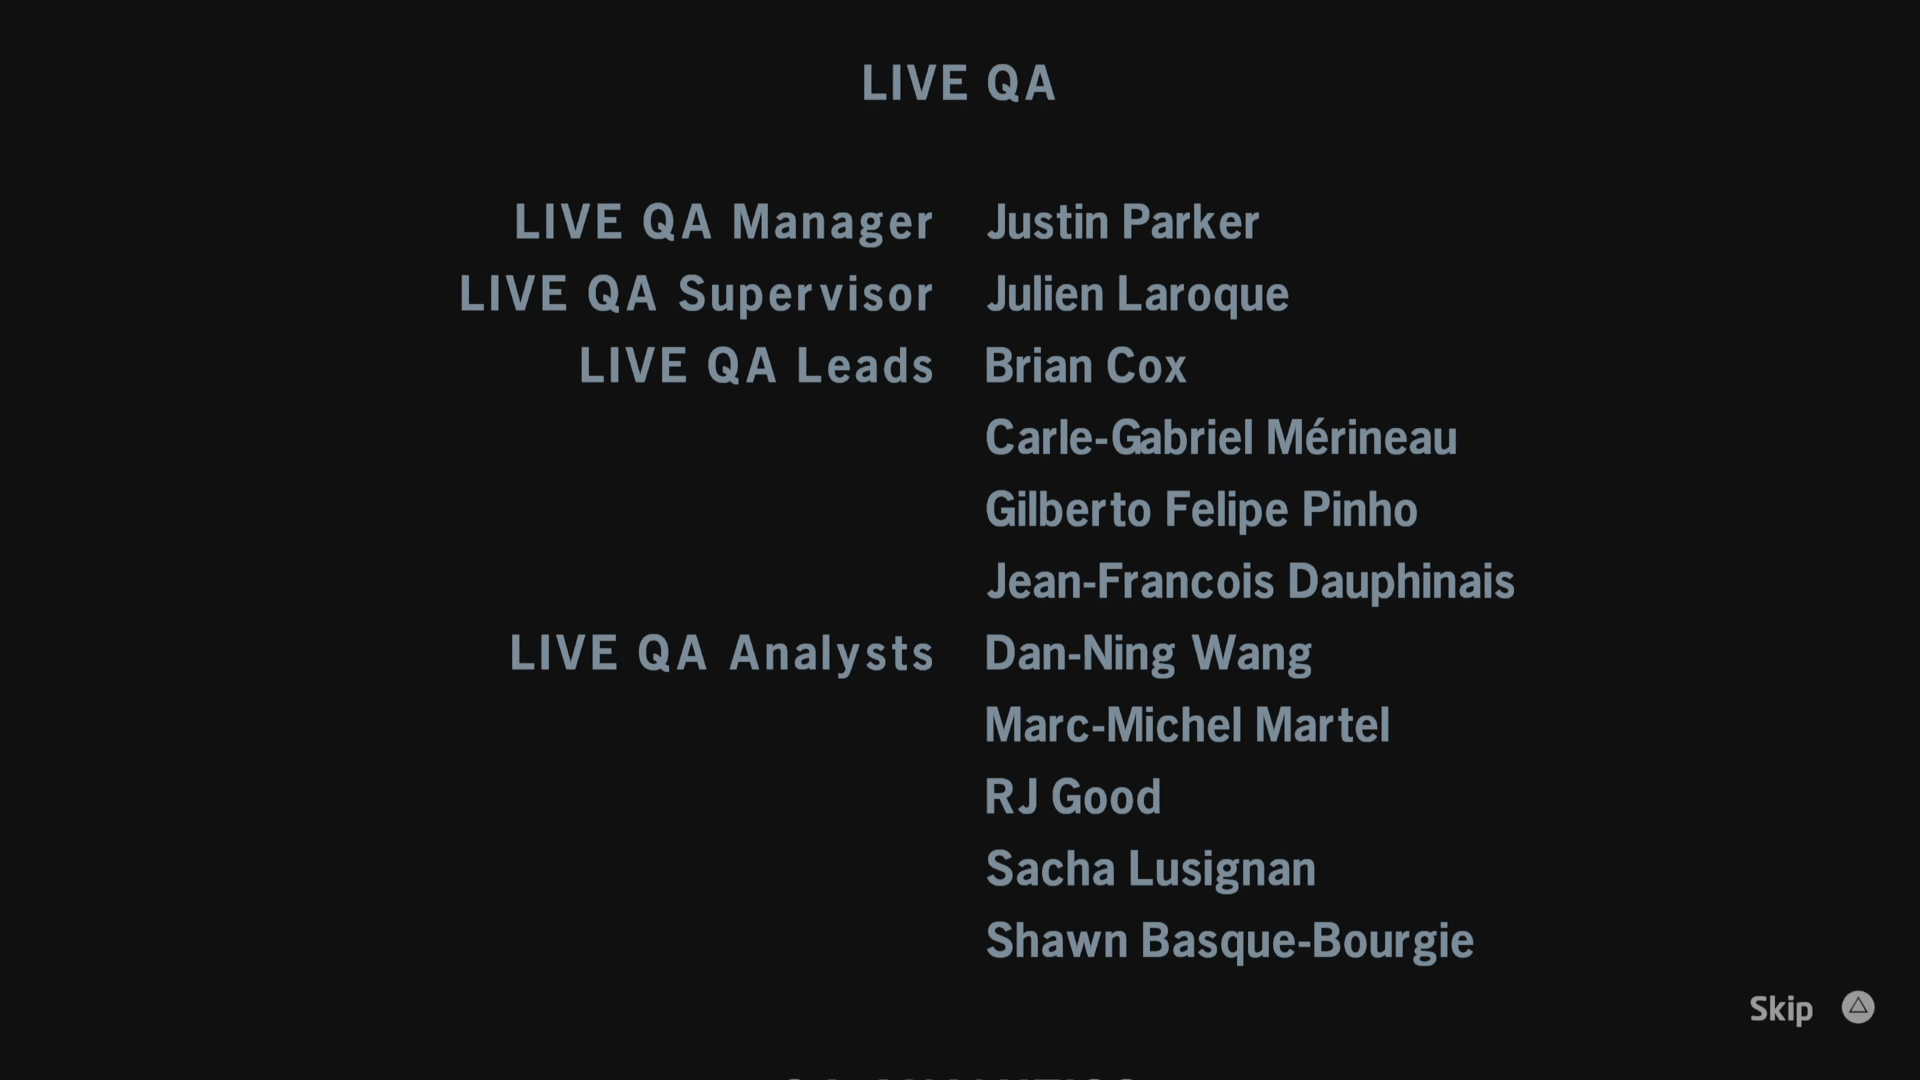 LIVE QA
LIVE QA Manager Justin Parker
LIVE QA Supervisor Julien Laroque
LIVE QA Leads Brian Cox
Carle-Gabriel Mérineau
Gilberto Felipe Pinho
Jean-Francois Dauphinais
LIVE QA Analysts Dan-Ning Wang
Marc-Michel Martel
RJ Good
Sacha Lusignan
Shawn Basque-Bourgie
Skip